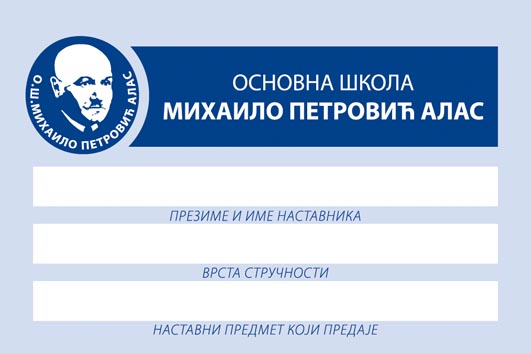 О.Ш. МИХАИЛО ПЕТРОВИЋ АЛАС
ОСНОВНА ШКОЛА
МИХАИЛО ПЕТРОВИЋ АЛАС
ПРЕЗИМЕ И ИМЕ НАСТАВНИКА
ВРСТА СТРУЧНОСТИ
НАСТАВНИ ПРЕДМЕТ КОЈИ ПРЕДАЈЕ